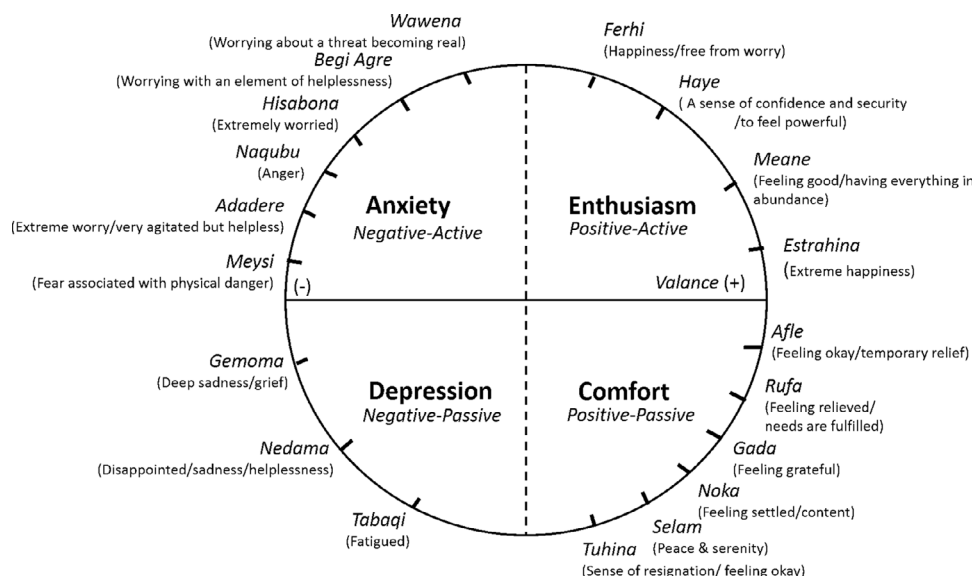 Wawena
(Worrying about a threat becoming real)
Begi Agre
(Worrying with an element of helplessness)
Hisabona
(Extremely worried)
Naqubu
(Anger)
Adadere
(Extreme worry/very agitated but helpless)
Meysi
(Fear associated with physical danger)
Ferhi
(Happiness/free from worry)
Haye
( A sense of confidence and security
/to feel powerful)
Meane
(Feeling good/having everything in
abundance)
Estrahina
(Extreme happiness)
Anxiety
Negative-Active
Enthusiasm
Positive-Active
(-)
Valance (+)
Gemoma
(Deep sadness/grief)
Nedama
(Disappointed/sadness/helplessness)
Tabaqi
(Fatigued)
Depression
Negative-Passive
Comfort
Positive-Passive
Afle
(Feeling okay/temporary relief)
Rufa
(Feeling relieved/
needs are fulfilled)
Gada
(Feeling grateful)
Noka
(Feeling settled/content)
Selam
(Peace & serenity)
Tuhina
(Sense of resignation/ feeling okay)